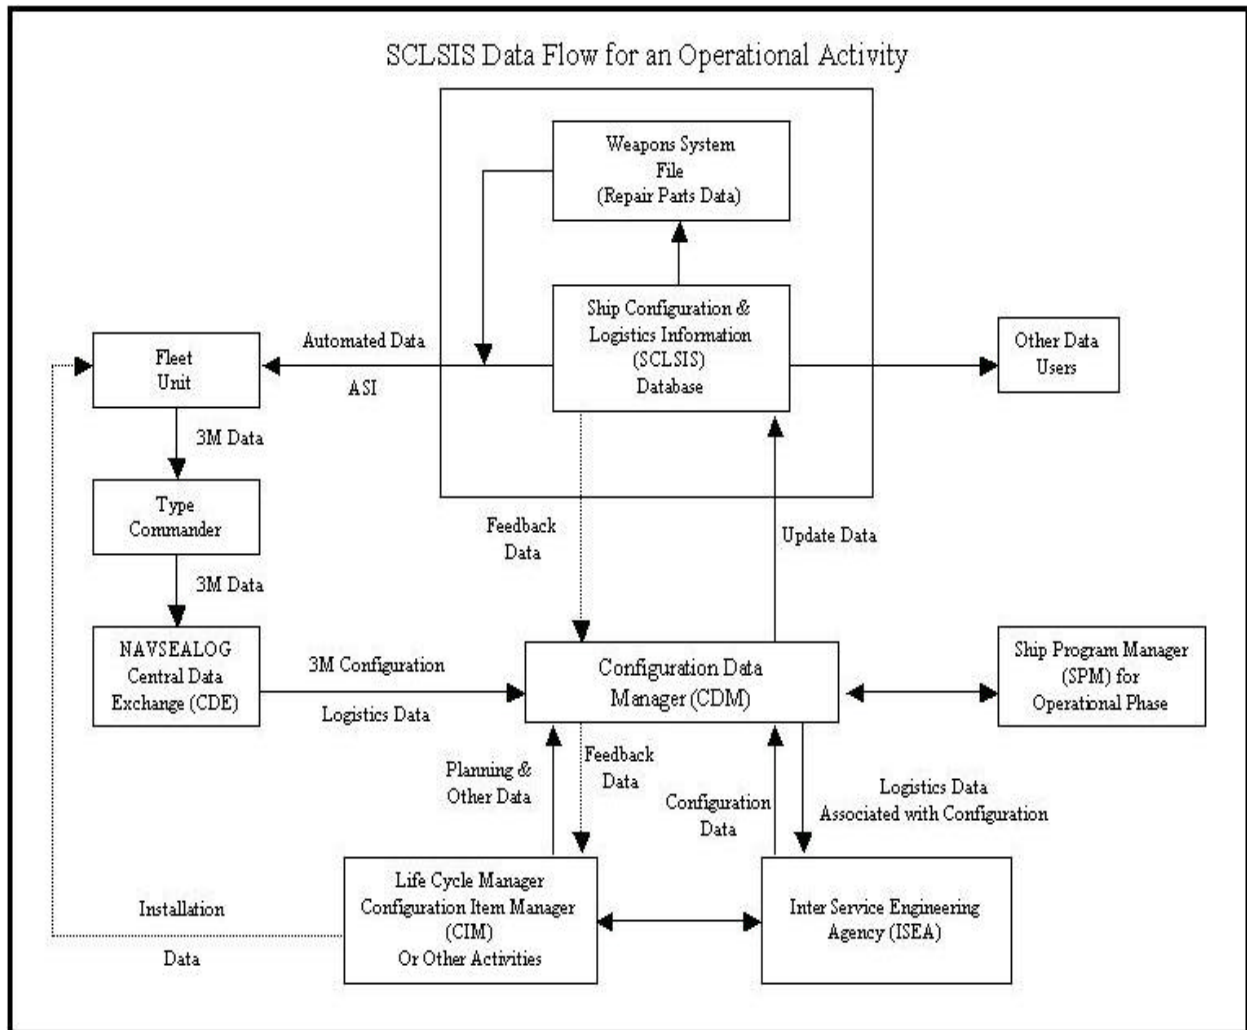 SCLSIS Data Flow for an Operational Activity
Weapons System
File
(Repair Parts Data)
Ship Configuration &
Logistics Information
(SCLSIS)
Database
Other Data
Users
Automated Data
ASI
Fleet
Unit
3M Data
Type
Commander
3M Data
Feedback
Data
Update Data
NAVSEALOG
Central Data
Exchange (CDE)
3M Configuration
Logistics Data
Configuration Data
Manager (CDM)
Ship Program Manager
(SPM) for
Operational Phase
Planning &
Other Data
Feedback
Data
Configuration
Data
Logistics Data
Associated with Configuration
Installation
Data
Life Cycle Manager
Configuration Item Manager
(CIM)
Or Other Activities
Inter Service Engineering
Agency (ISEA)